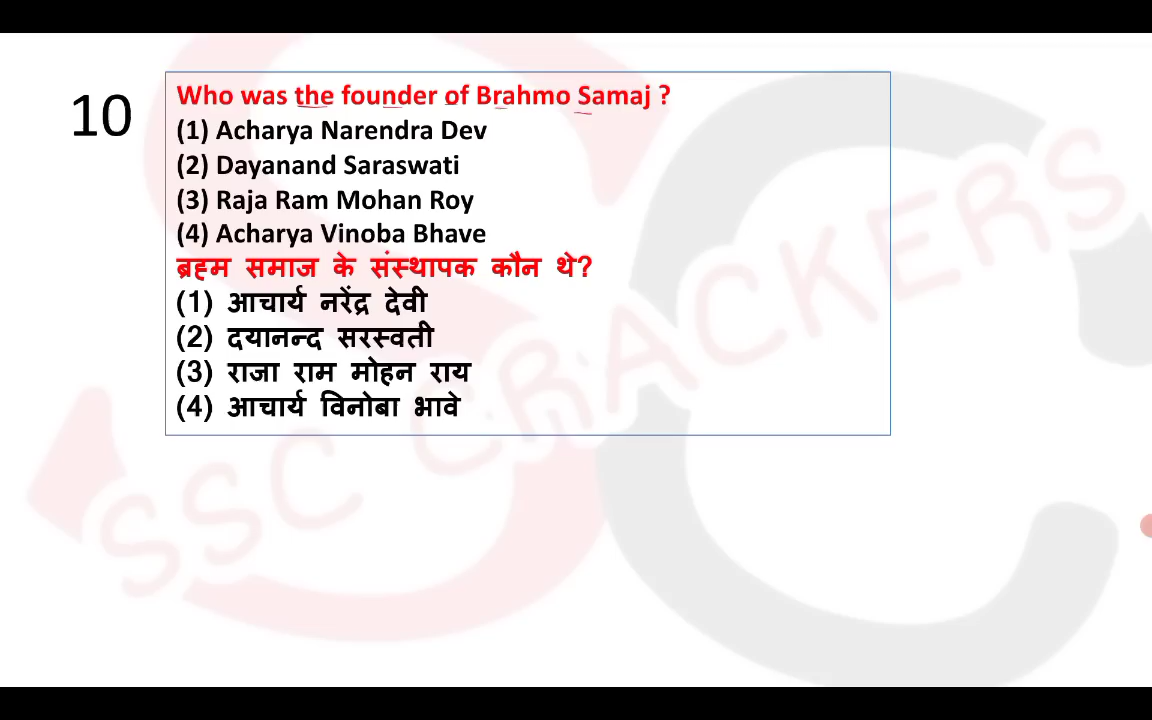 10
Who was the founder of Brahmo Samaj ?
(1) Acharya Narendra Dev
(2) Dayanand Saraswati
(3) Raja Ram Mohan Roy
(4) Acharya Vinoba Bhave
ब्रह्म समाज के संस्थापक कौन थे?
(1) आचार्य नरेंद्र देवी
(2) दयानन्द सरस्वती
(3) राजा राम मोहन राय
(4) आचार्य विनोबा भावे
SSC CRACKERS